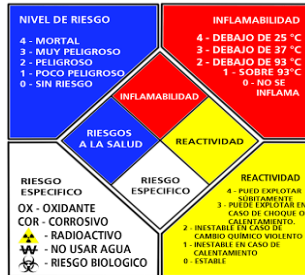 NIVEL DE RIESGO
4 - MORTAL
3 - MUY PELIGROSO
2 - PELIGROSO
1 - POCO PELIGROSO
0 - SIN RIESGO
INFLAMABILIDAD
4 - DEBAJO DE 25 °C
3 - DEBAJO DE 37 °C
2 - DEBAJO DE 93 °C
1 - SOBRE 93°C
0 - NO SE
INFLAMA
INFLAMABILIDAD
RIESGOS
A LA SALUD
REACTIVIDAD
RIESGO
ESPECIFICO
RIESGO
ESPECIFICO
OX - OXIDANTE
COR - CORROSIVO
- RADIOACTIVO
W - NO USAR AGUA
- RIESGO BIOLOGICO
REACTIVIDAD
4 - PUED EXPLOTAR
SÚBITAMENTE
3 - PUEDE EXPLOTAR EN
CASO DE CHOQUE O
CALENTAMIENTO.
2 - INESTABLE EN CASO DE
CAMBIO QUÍMICO VIOLENTO
1 - INESTABLE EN CASO DE
CALENTAMIENTO
0 - ESTABLE